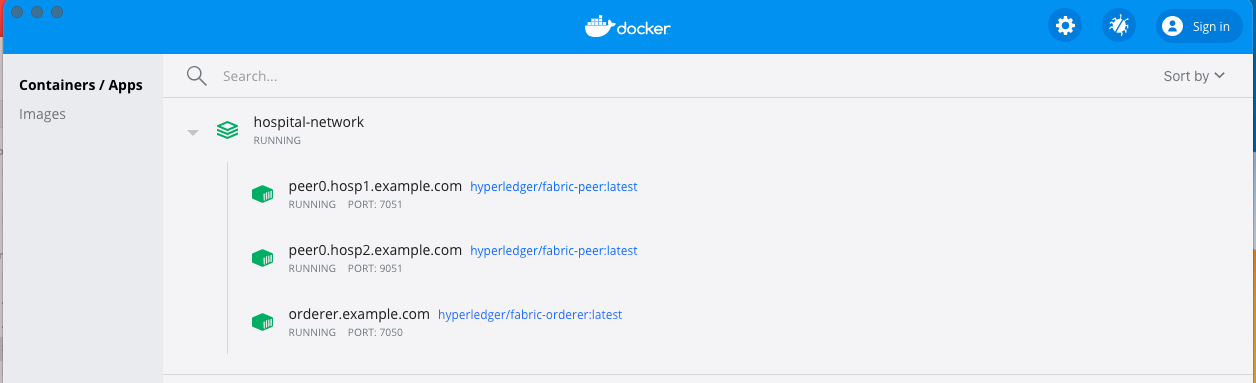 docker
Sign in
Containers / Apps
Images
Search...
Sort by
hospital-network
RUNNING
peer0.hosp1.example.com hyperledger/fabric-peer:latest
RUNNING PORT: 7051
peer0.hosp2.example.com hyperledger/fabric-peer:latest
RUNNING PORT: 9051
orderer.example.com hyperledger/fabric-orderer:latest
RUNNING PORT: 7050